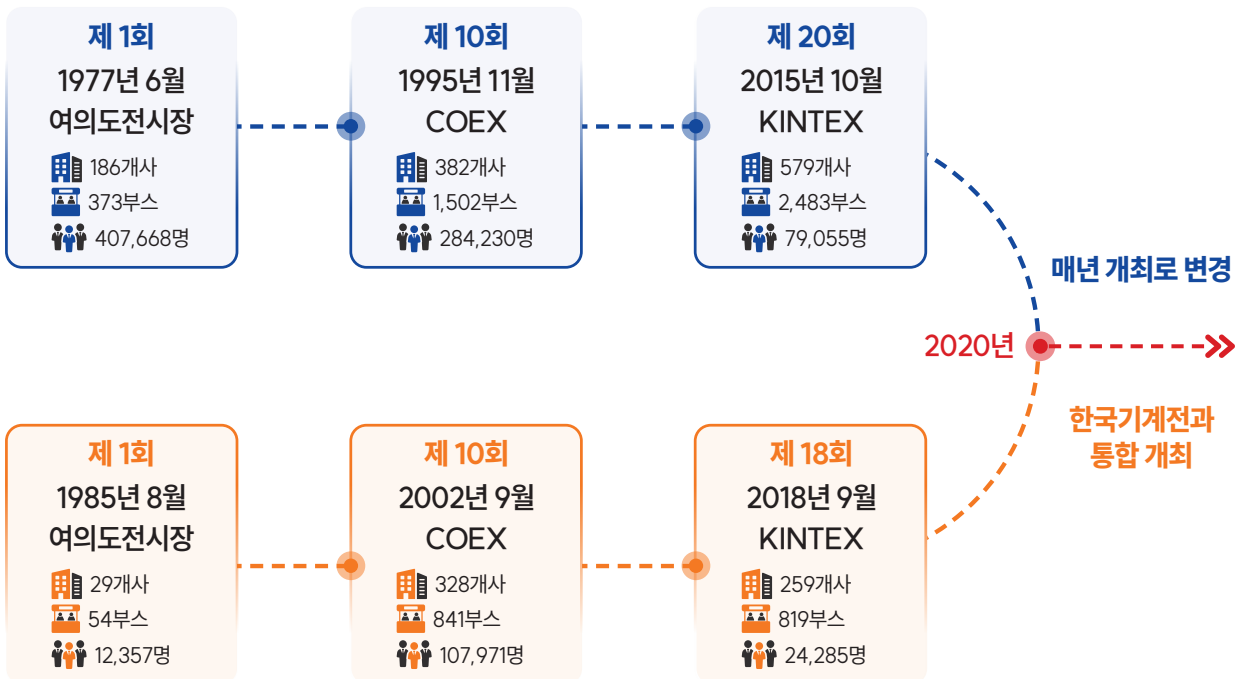 제 1회
1977년 6월
여의도전시장
186개사
373부스
407,668명
제 10회
1995년 11월
COEX
382개사
1,502부스
284,230명
제 20회
2015년 10월
KINTEX
579개사
2,483부스
79,055명
매년 개최로 변경
2020년
한국기계전과
통합 개최
제 1회
1985년 8월
여의도전시장
29개사
54부스
12,357명
제 10회
2002년 9월
COEX
328개사
841부스
107,971명
제 18회
2018년 9월
KINTEX
259개사
819부스
24,285명